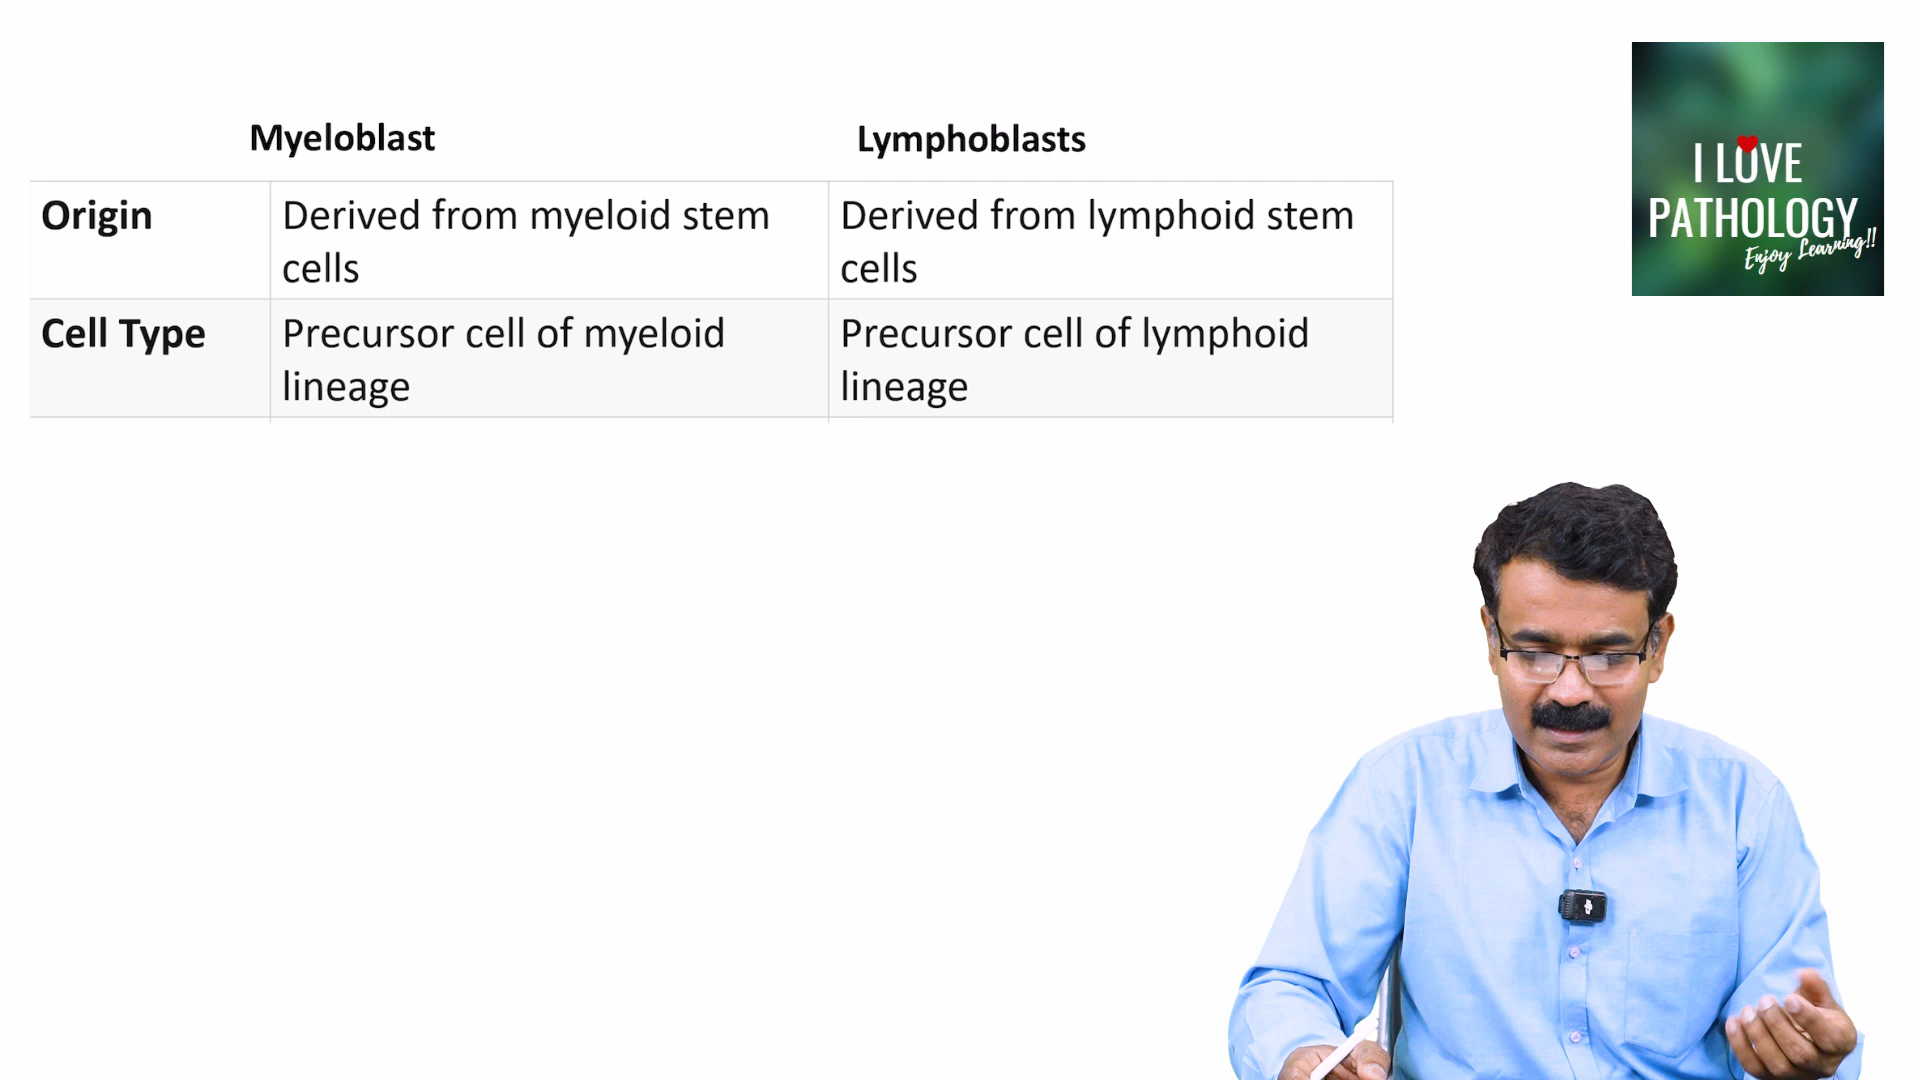 Myeloblast Lymphoblasts
Origin Derived from myeloid stem Derived from lymphoid stem
cells cells
Cell Type Precursor cell of myeloid Precursor cell of lymphoid
lineage lineage
I LOVE
PATHOLOGY
Enjoy Learning!!